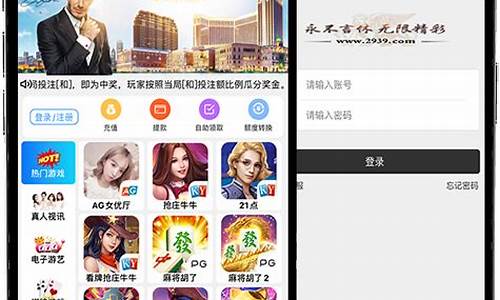 局投注[和]，即为中奖，玩家按照当局[和]投注额比例瓜分奖金。
登录/注册
充值
提款
自助领取
额度转换
HOT!
热门游戏
真人视讯
电子游艺
AG
AG女优厅
KY
抢庄牛牛
KY
21点
KY
看牌抢庄牛牛
發
PG
麻将胡了
發
PG
麻将胡了2
永不言休 无限精彩
www.2939.com
请输入账号
请输入密码
登录
服
忘记密码